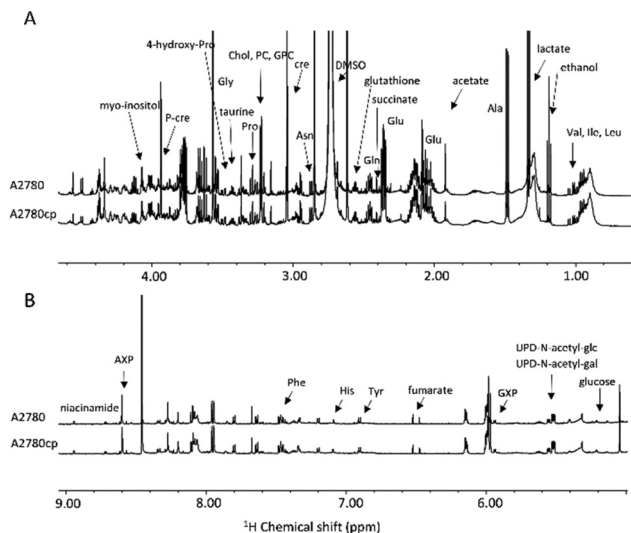 A
4-hydroxy-Pro
Chol, PC, GPC
cre
DMSO
lactate
Gly
glutathione
acetate
ethanol
myo-inositol
taurine
succinate
Ala
P-cre
Pro
Asn
Glu
Val, Ile, Leu
Gln
Glu
A2780
A2780cp
4.00 3.00 2.00 1.00
B
UPD-N-acetyl-glc
AXP
UPD-N-acetyl-gal
Phe
His
Tyr
fumarate
GXP
glucose
niacinamide
A2780
A2780cp
9.00 8.00 7.00 6.00
¹H Chemical shift (ppm)